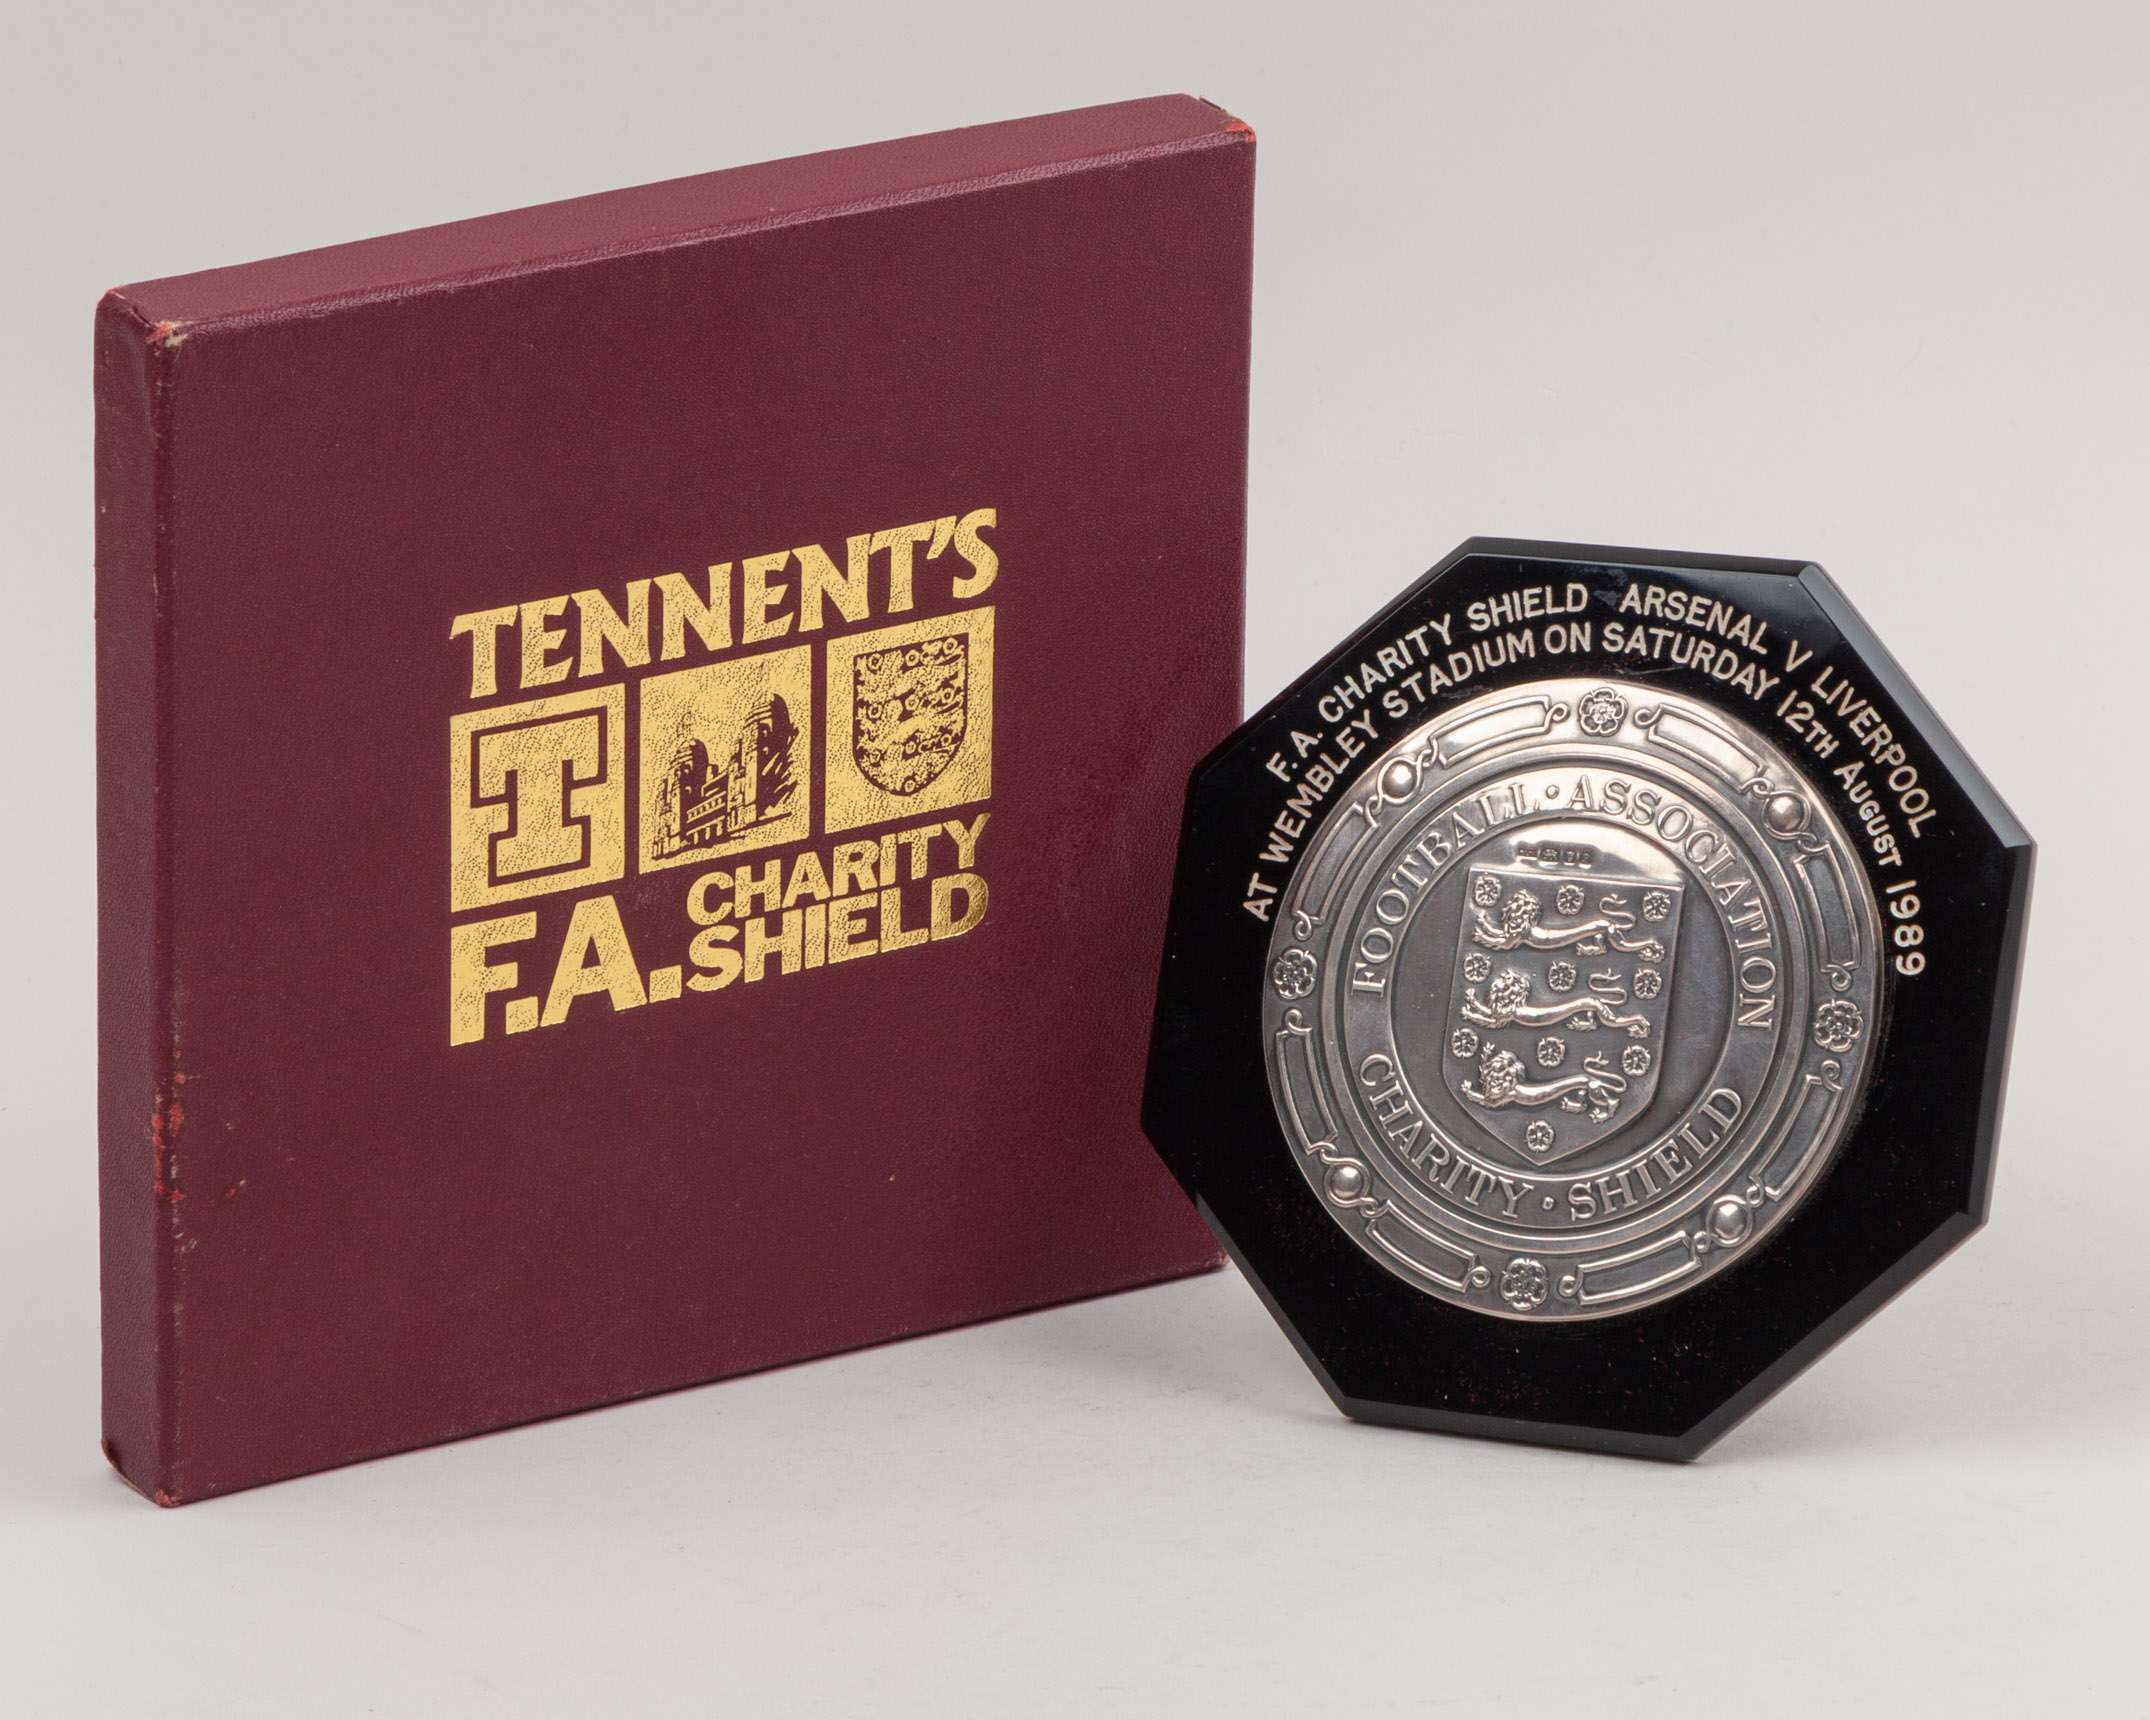 TENNENT'S
T
F.A. CHARITY
SHIELD
F.A. CHARITY SHIELD ARSENAL V LIVERPOOL
AT WEMBLEY STADIUM ON SATURDAY 12TH AUGUST 1989
FOOTBALL · ASSOCIATION
CHARITY · SHIELD